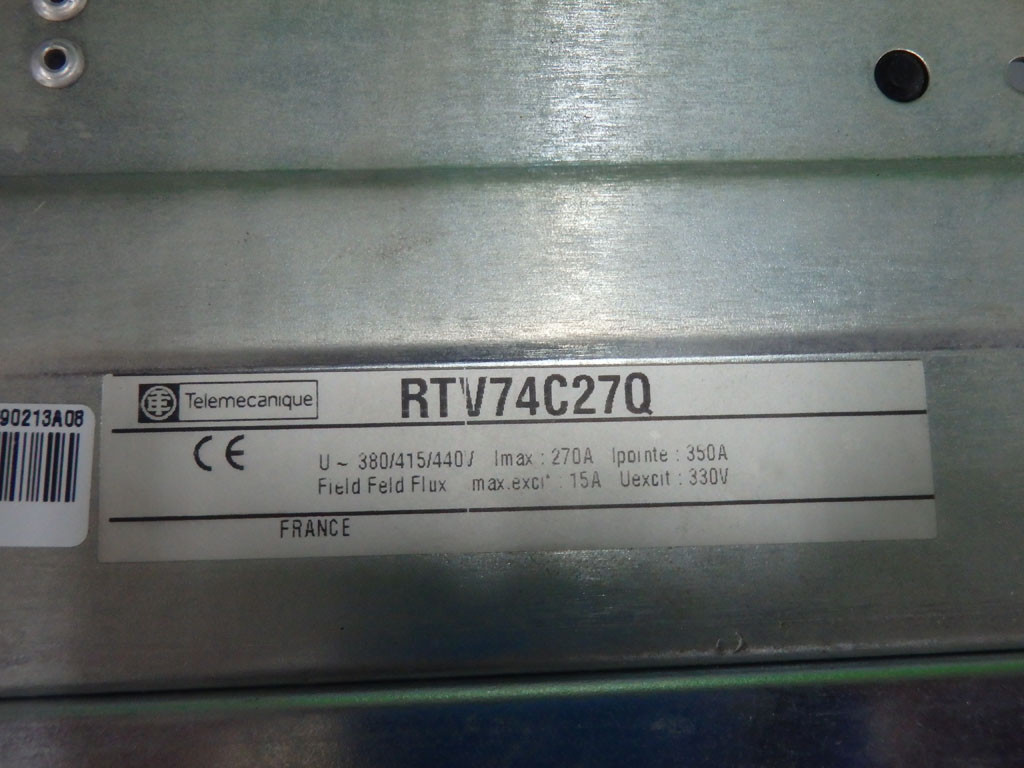 Telemecanique RTV74C27Q
90213A08
CE
U ~ 380/415/440V Imax : 270A Ipointe : 350A
Field Feld Flux max.excit : 15A Uexcit : 330V
FRANCE